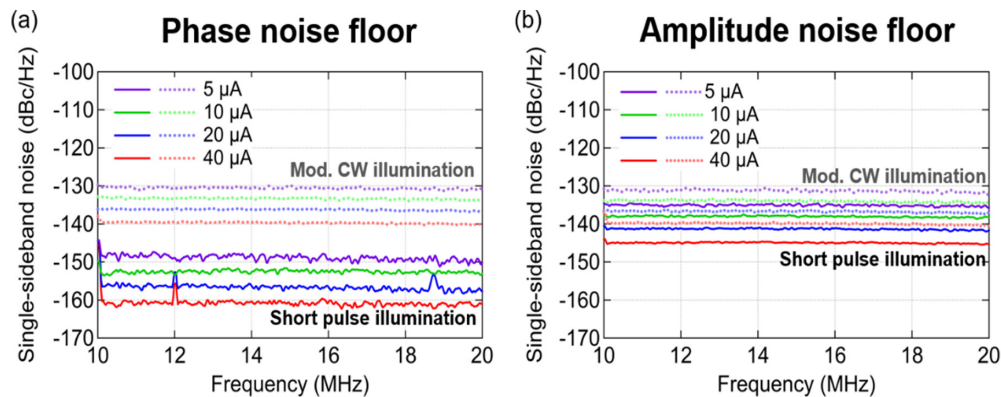 (a)
Phase noise floor
Single-sideband noise (dBc/Hz)
-100
-110
-120
-130
-140
-150
-160
-170
5 µA
10 µA
20 µA
40 µA
Mod. CW illumination
Short pulse illumination
10 12 14 16 18 20
Frequency (MHz)
(b)
Amplitude noise floor
Single-sideband noise (dBc/Hz)
-100
-110
-120
-130
-140
-150
-160
-170
5 µA
10 µA
20 µA
40 µA
Mod. CW illumination
Short pulse illumination
10 12 14 16 18 20
Frequency (MHz)